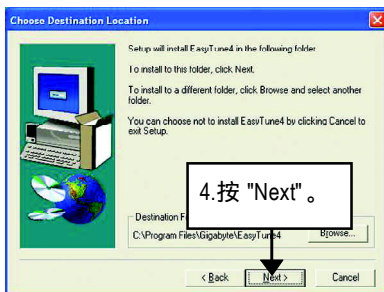 Choose Destination Location
Setup will install EasyTune4 in the following folder
To install to this folder, click Next.
To install to a different folder, click Browse and select another
folder.
You can choose not to install EasyTune4 by clicking Cancel to
exit Setup.
4.按 "Next" 。
Destination F
C:\Program Files\Gigabyte\EasyTune4
Browse...
< Back
Next >
Cancel